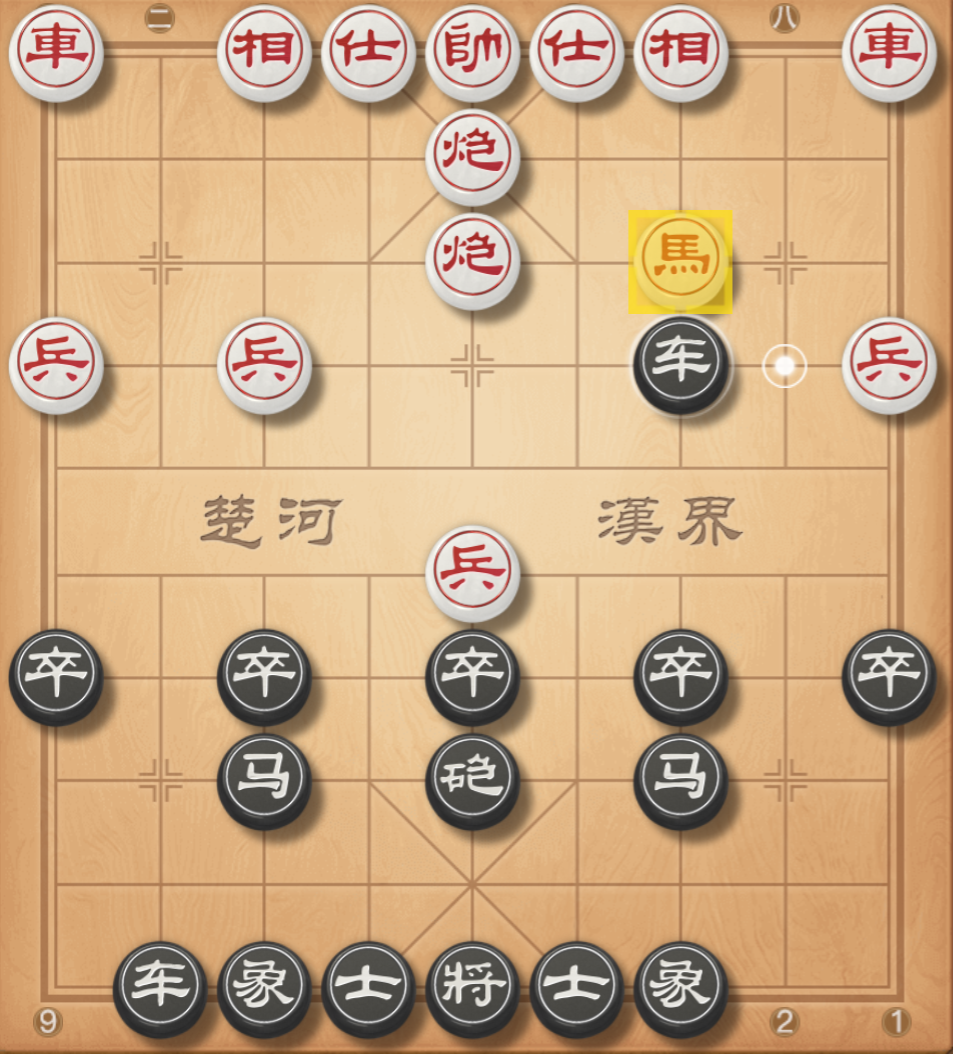 二 八
車 相 仕 帥 仕 相 車
炮
炮 馬
兵 兵 车 兵
楚河 漢界
兵
卒 卒 卒 卒 卒
马 砲 马
车 象 士 将 士 象
9 2 1